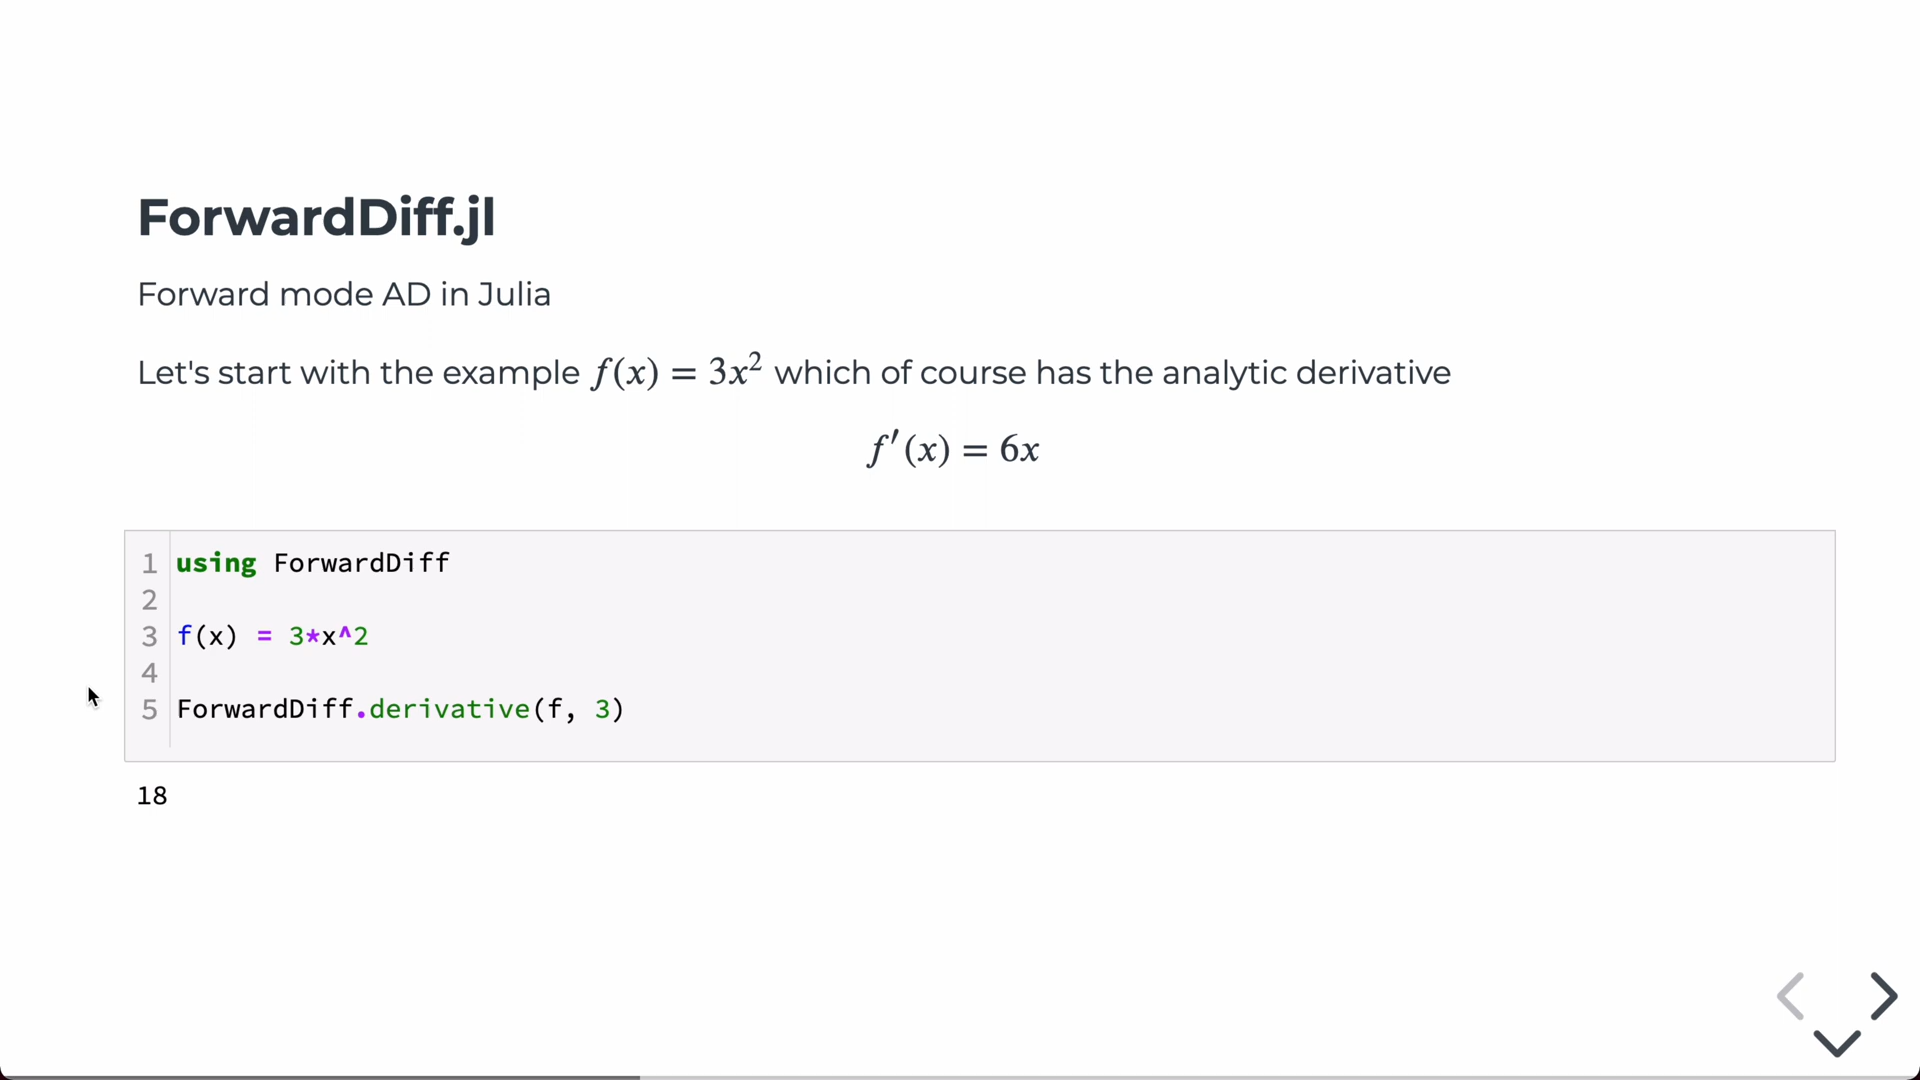 ForwardDiff.jl
Forward mode AD in Julia
Let's start with the example f(x) = 3x² which of course has the analytic derivative
f′(x) = 6x
1 using ForwardDiff
2
3 f(x) = 3*x^2
4
5 ForwardDiff.derivative(f, 3)
18